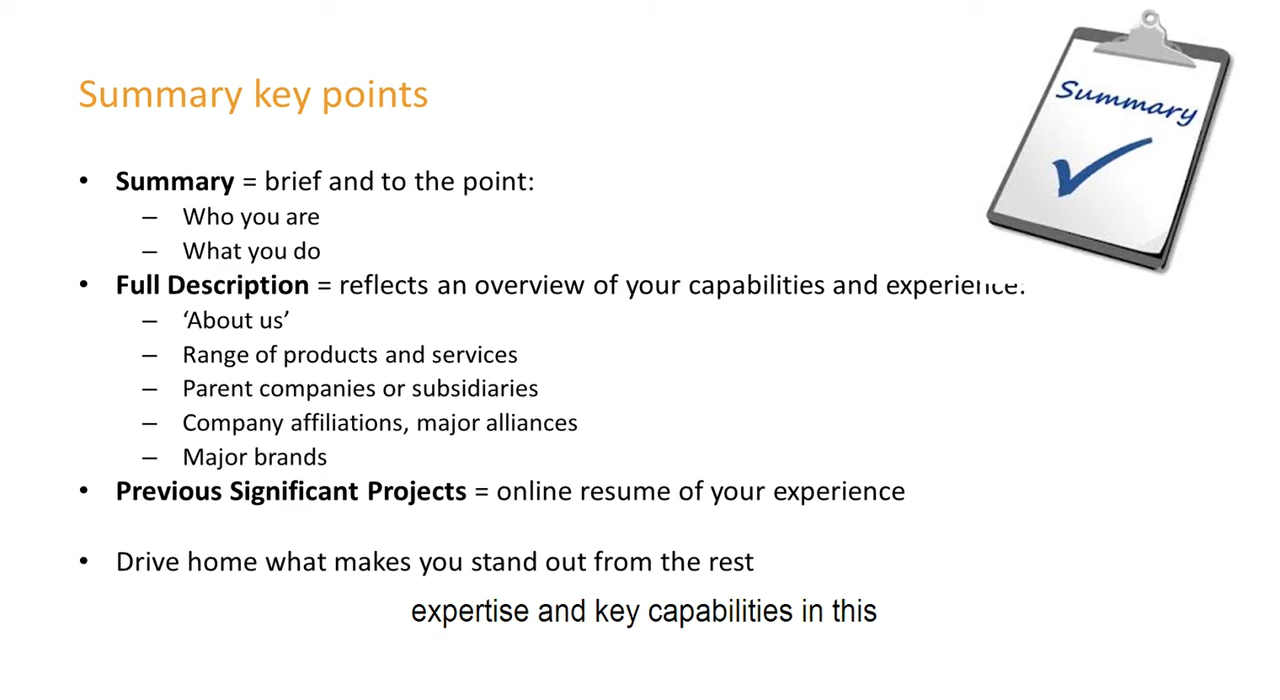 Summary
Summary key points
• Summary = brief and to the point:
– Who you are
– What you do
• Full Description = reflects an overview of your capabilities and experience.
– ‘About us’
– Range of products and services
– Parent companies or subsidiaries
– Company affiliations, major alliances
– Major brands
• Previous Significant Projects = online resume of your experience
• Drive home what makes you stand out from the rest
expertise and key capabilities in this